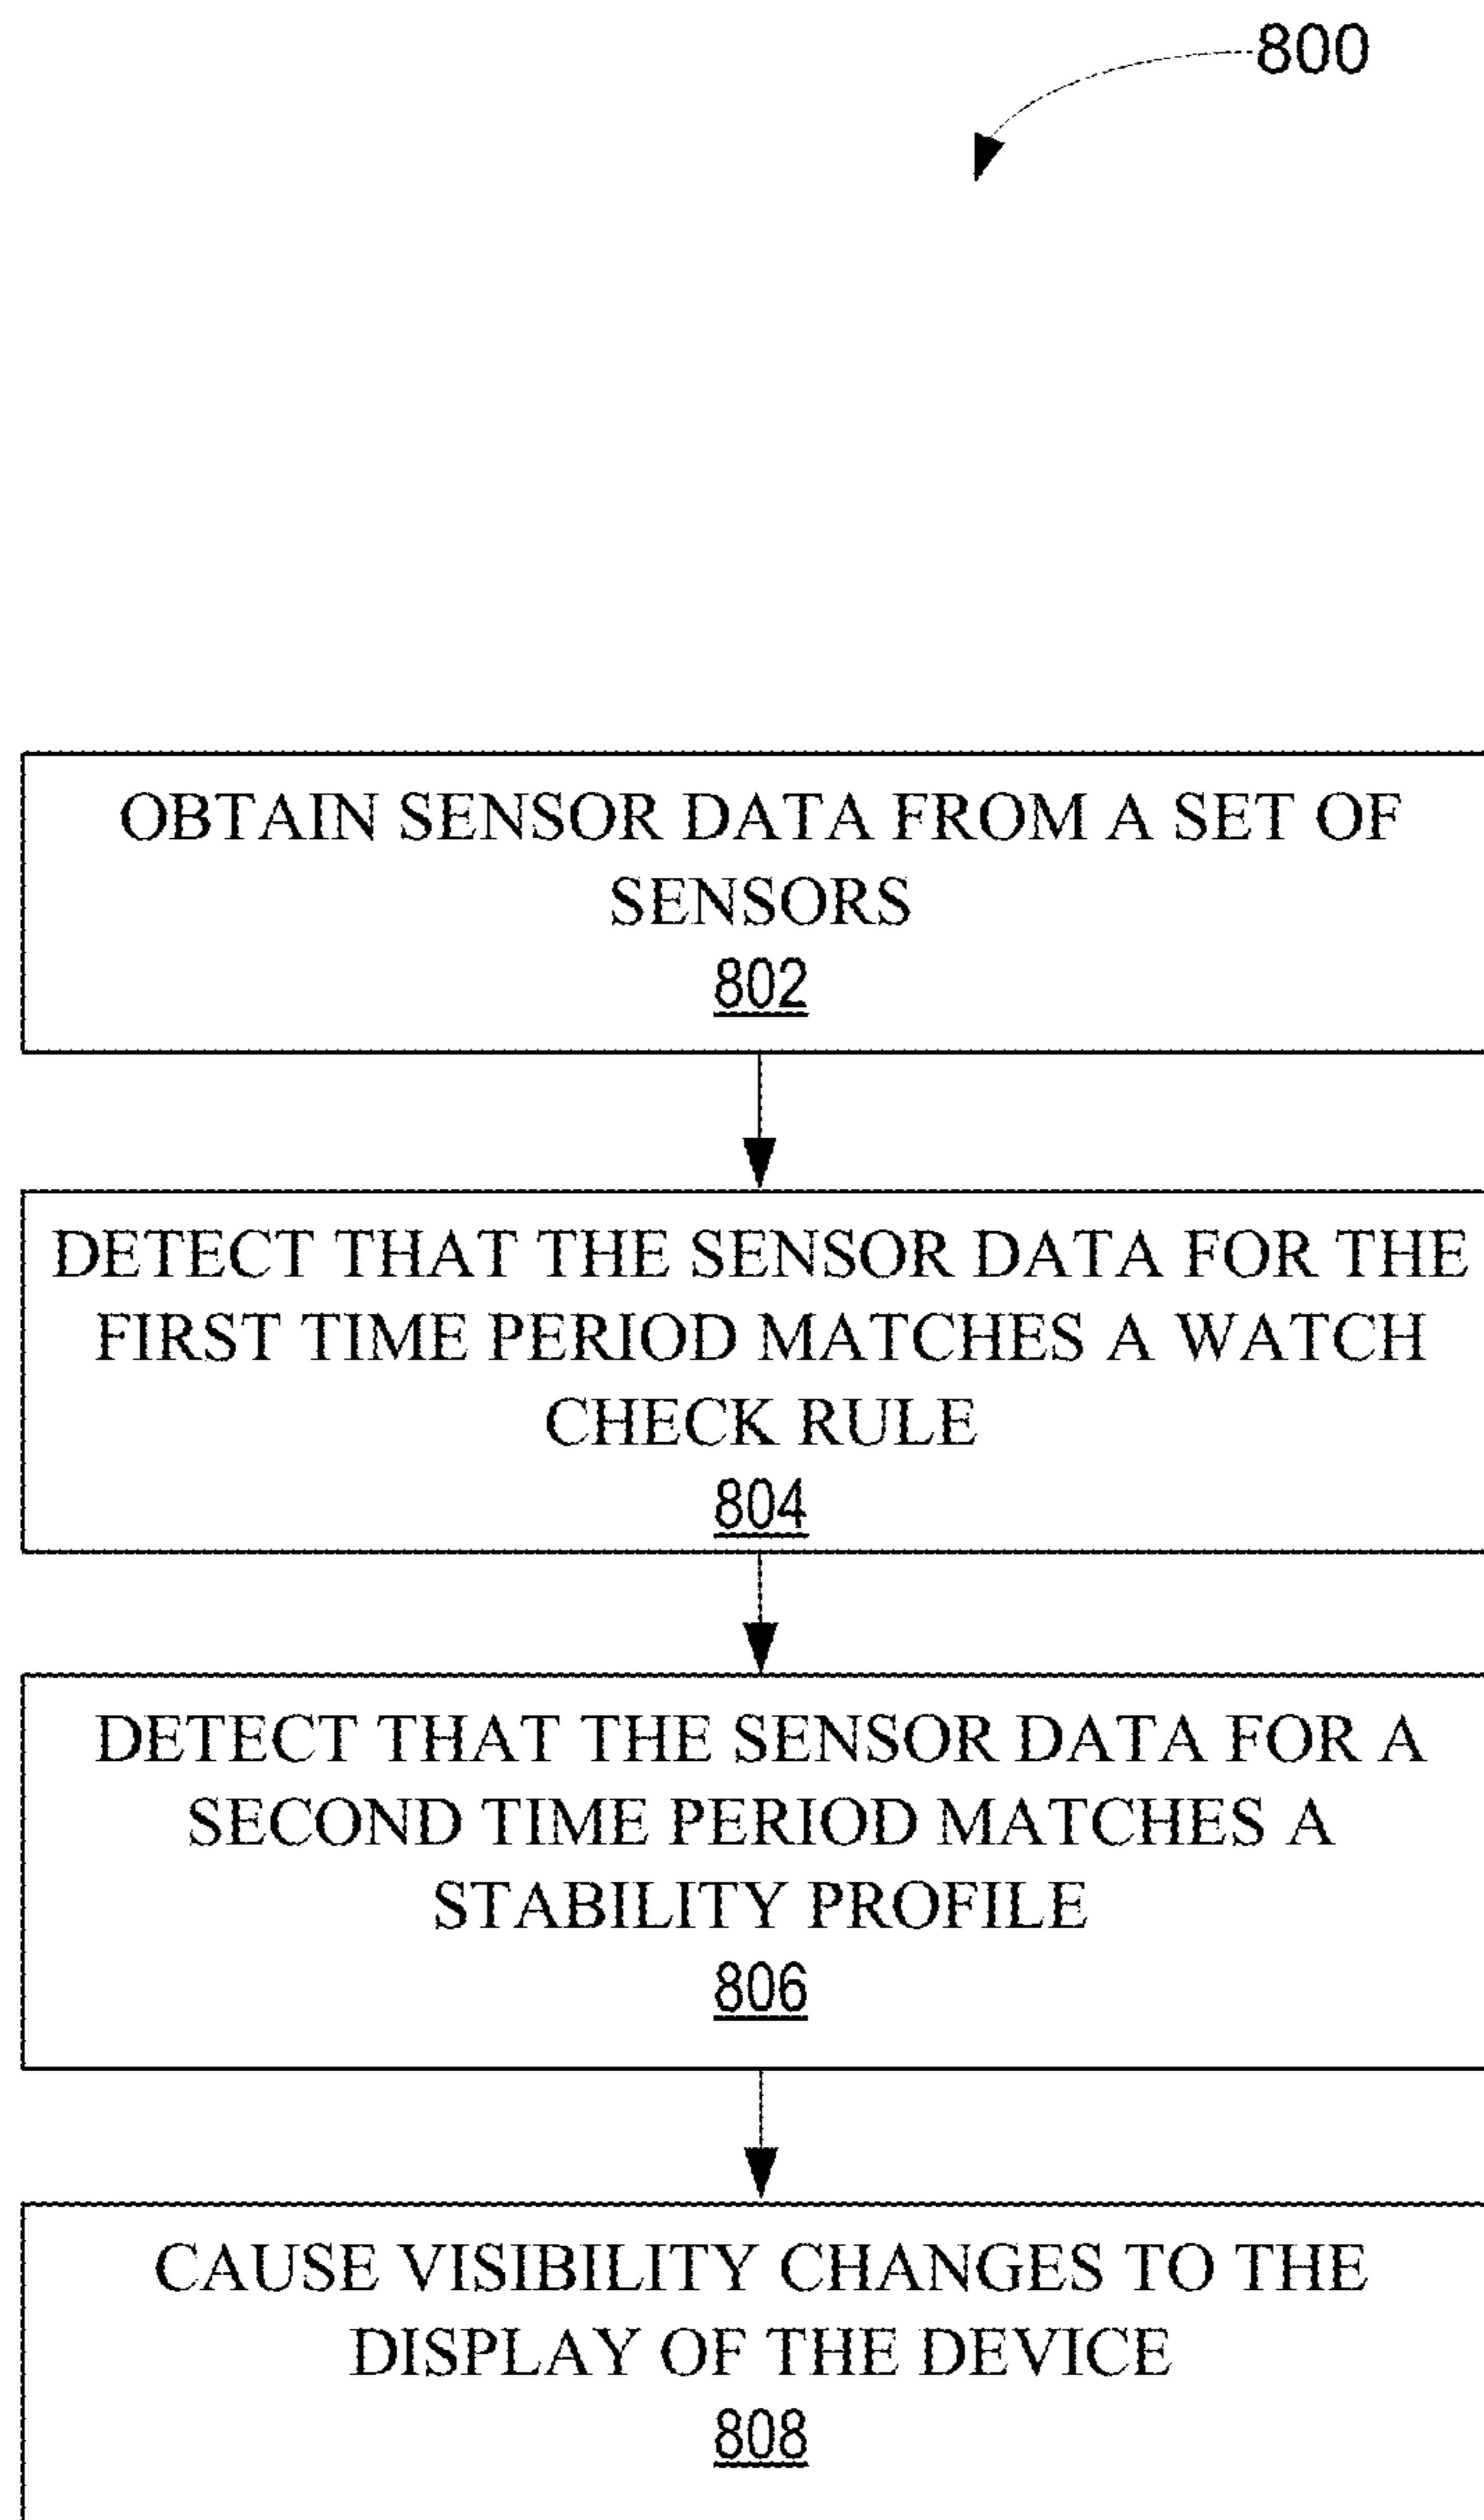 800
OBTAIN SENSOR DATA FROM A SET OF
SENSORS
802
DETECT THAT THE SENSOR DATA FOR THE
FIRST TIME PERIOD MATCHES A WATCH
CHECK RULE
804
DETECT THAT THE SENSOR DATA FOR A
SECOND TIME PERIOD MATCHES A
STABILITY PROFILE
806
CAUSE VISIBILITY CHANGES TO THE
DISPLAY OF THE DEVICE
808